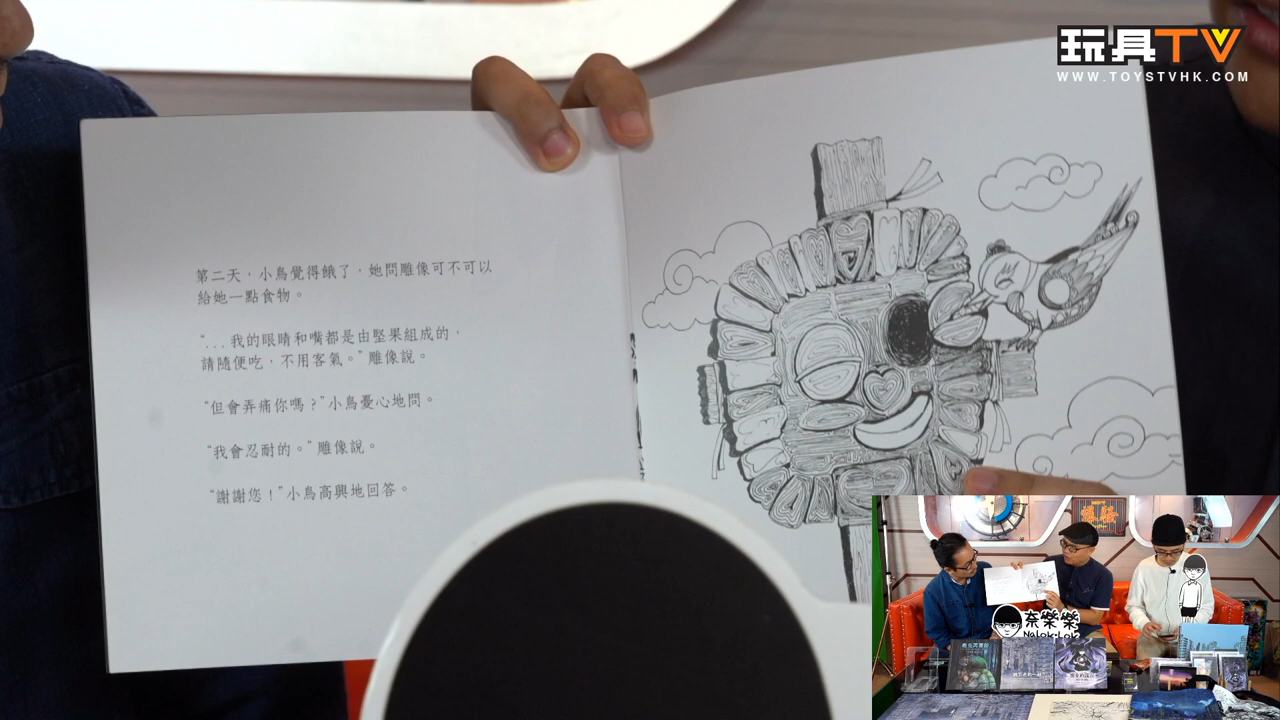 玩具TV
WWW.TOYSTVHK.COM
第二天，小鳥覺得餓了，她問雕像可不可以
給她一點食物。
“...我的眼睛和嘴都是由堅果組成的，
請隨便吃，不用客氣。”雕像說。
“但會弄痛你嗎？”小鳥憂心地問。
“我會忍耐的。”雕像說。
“謝謝您！”小鳥高興地回答。
奈樂樂
NaLok:Lok